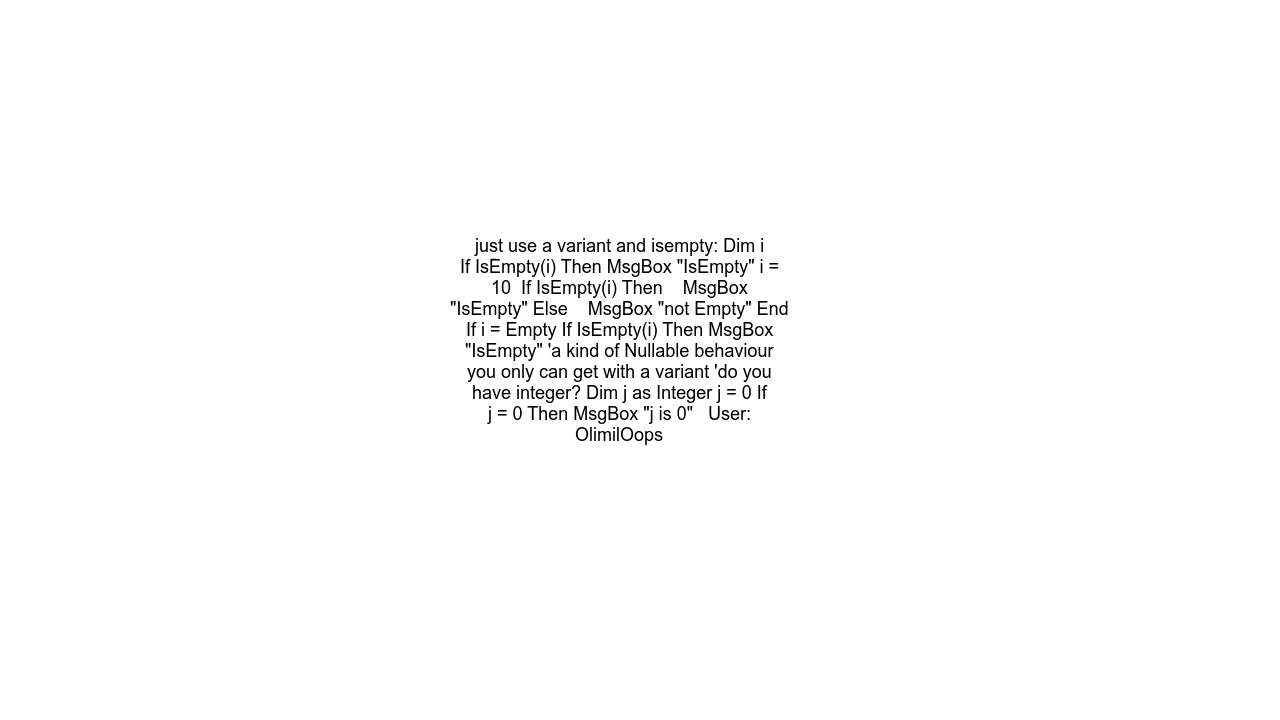 just use a variant and isempty: Dim i
If IsEmpty(i) Then MsgBox "IsEmpty" i =
10  If IsEmpty(i) Then    MsgBox
"IsEmpty" Else    MsgBox "not Empty" End
If i = Empty If IsEmpty(i) Then MsgBox
"IsEmpty" 'a kind of Nullable behaviour
you only can get with a variant 'do you
have integer? Dim j as Integer j = 0 If
j = 0 Then MsgBox "j is 0"   User:
OlimilOops